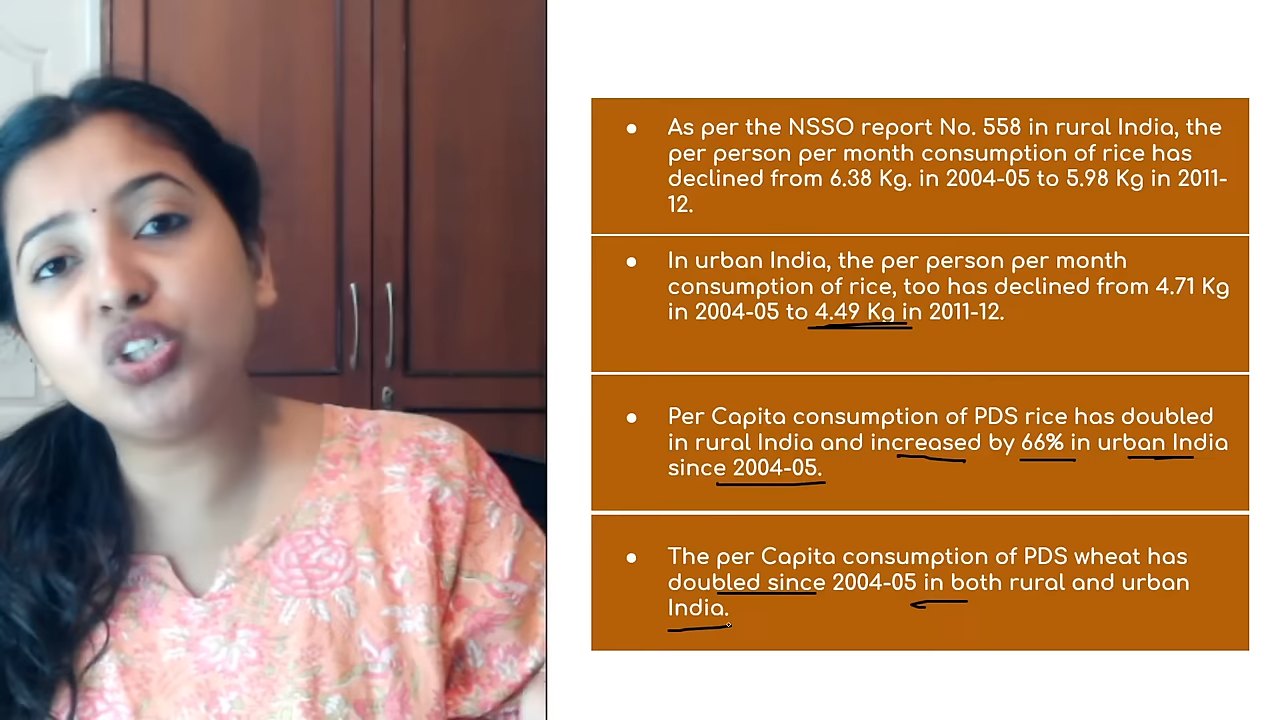 ● As per the NSSO report No. 558 in rural India, the
per person per month consumption of rice has
declined from 6.38 Kg. in 2004-05 to 5.98 Kg in 2011-
12.
● In urban India, the per person per month
consumption of rice, too has declined from 4.71 Kg
in 2004-05 to 4.49 Kg in 2011-12.
● Per Capita consumption of PDS rice has doubled
in rural India and increased by 66% in urban India
since 2004-05.
● The per Capita consumption of PDS wheat has
doubled since 2004-05 in both rural and urban
India.